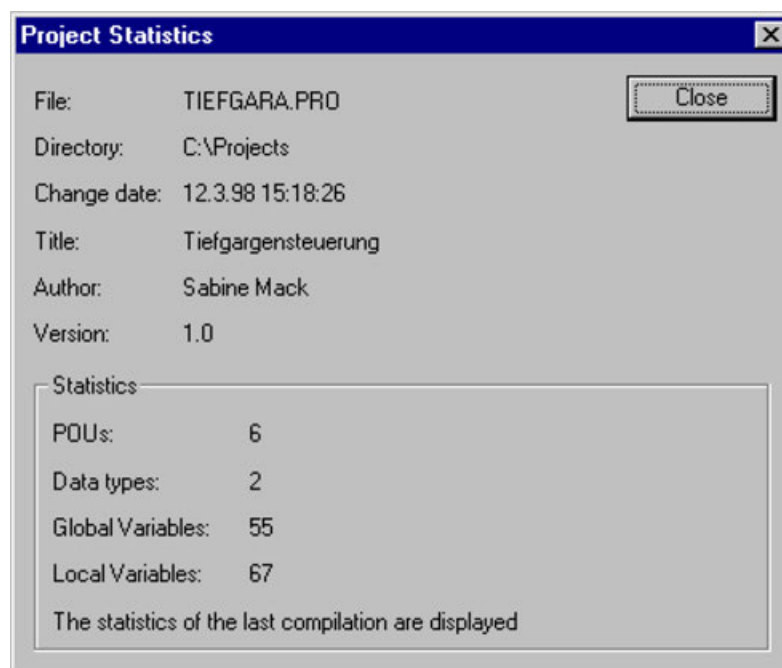 Project Statistics
File: TIEFGARA.PRO
Close
Directory: C:\Projects
Change date: 12.3.98 15:18:26
Title: Tiefgargensteuerung
Author: Sabine Mack
Version: 1.0
Statistics
POUs: 6
Data types: 2
Global Variables: 55
Local Variables: 67
The statistics of the last compilation are displayed